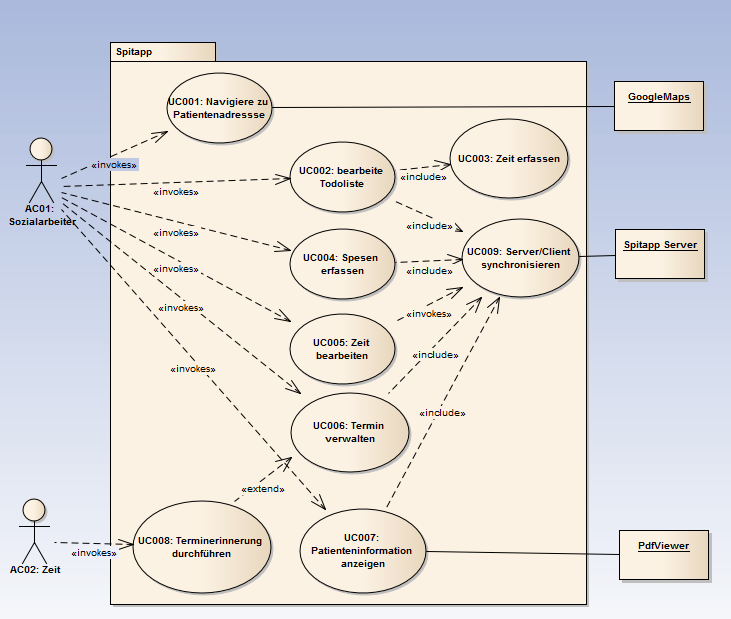 Spitapp
UC001: Navigiere zu
Patientenadressse
GoogleMaps
«invokes»
UC002: bearbeite
Todoliste
UC003: Zeit erfassen
«include»
«invokes»
AC01:
Sozialarbeiter
«invokes»
«include»
UC004: Spesen
erfassen
UC009: Server/Client
synchronisieren
Spitapp Server
«invokes»
«include»
«invokes»
«invokes»
UC005: Zeit
bearbeiten
«include»
«invokes»
UC006: Termin
verwalten
«include»
«extend»
UC008: Terminerinnerung
durchführen
UC007:
Patienteninformation
anzeigen
PdfViewer
«invokes»
AC02: Zeit